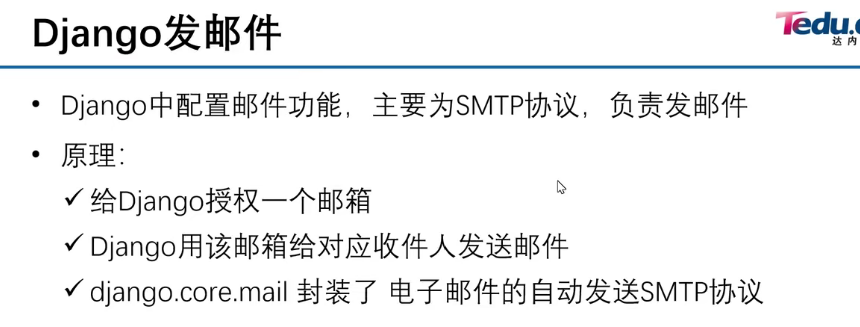 Django发邮件
Tedu.c
达内
• Django中配置邮件功能，主要为SMTP协议，负责发邮件
• 原理：
✓ 给Django授权一个邮箱
✓ Django用该邮箱给对应收件人发送邮件
✓ django.core.mail 封装了 电子邮件的自动发送SMTP协议